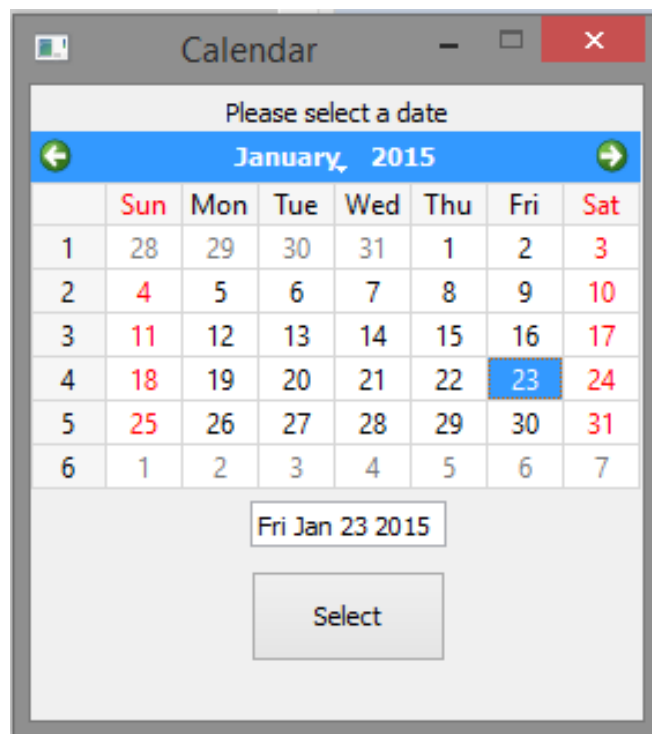 Calendar
Please select a date
January, 2015
Sun Mon Tue Wed Thu Fri Sat
1 28 29 30 31 1 2 3
2 4 5 6 7 8 9 10
3 11 12 13 14 15 16 17
4 18 19 20 21 22 23 24
5 25 26 27 28 29 30 31
6 1 2 3 4 5 6 7
Fri Jan 23 2015
Select